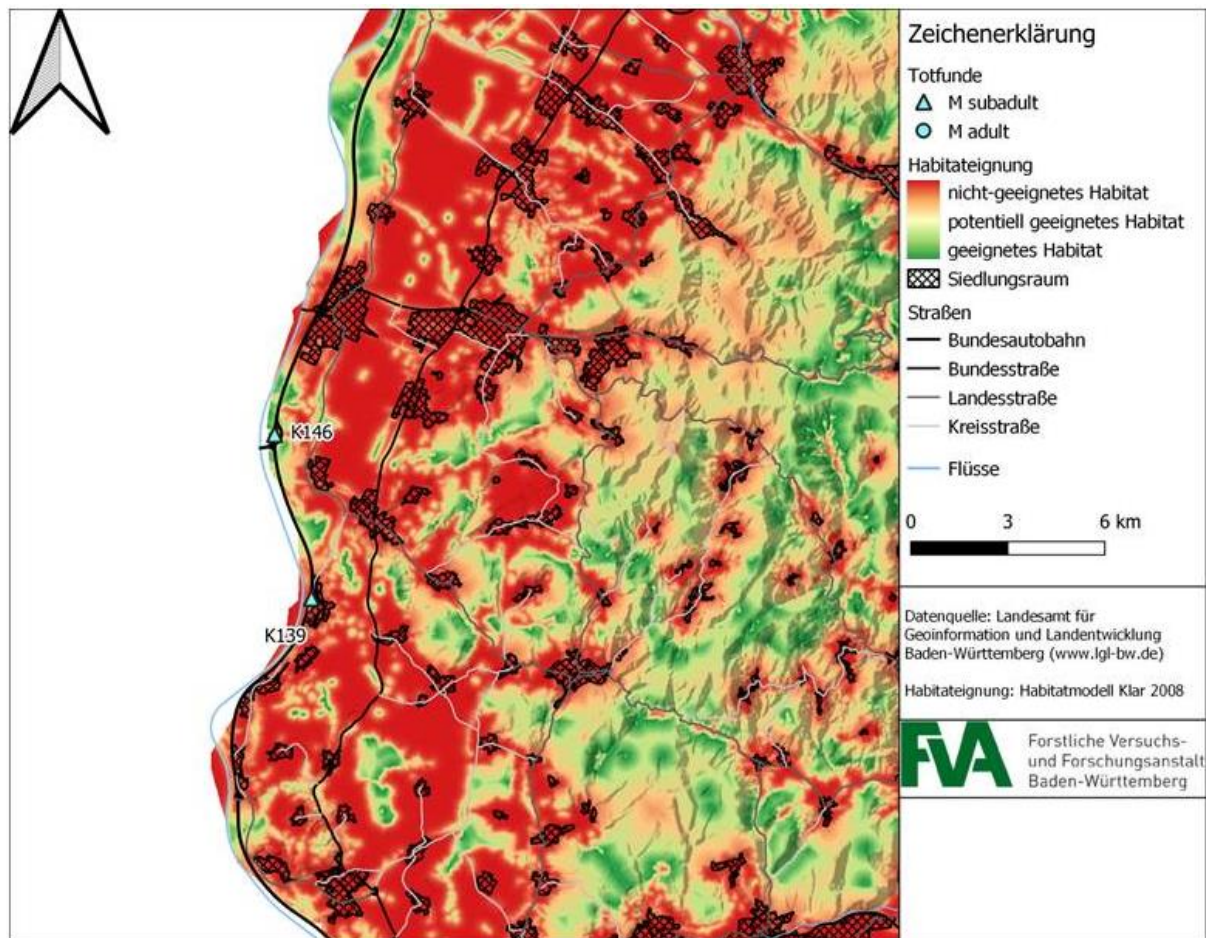 K146
K139
Zeichenerklärung
Totfunde
M subadult
M adult
Habitateignung
nicht-geeignetes Habitat
potentiell geeignetes Habitat
geeignetes Habitat
Siedlungsraum
Straßen
Bundesautobahn
Bundesstraße
Landesstraße
Kreisstraße
Flüsse
0 3 6 km
Datenquelle: Landesamt für
Geoinformation und Landentwicklung
Baden-Württemberg (www.lgl-bw.de)
Habitateignung: Habitatmodell Klar 2008
FVA
Forstliche Versuchs-
und Forschungsanstalt
Baden-Württemberg